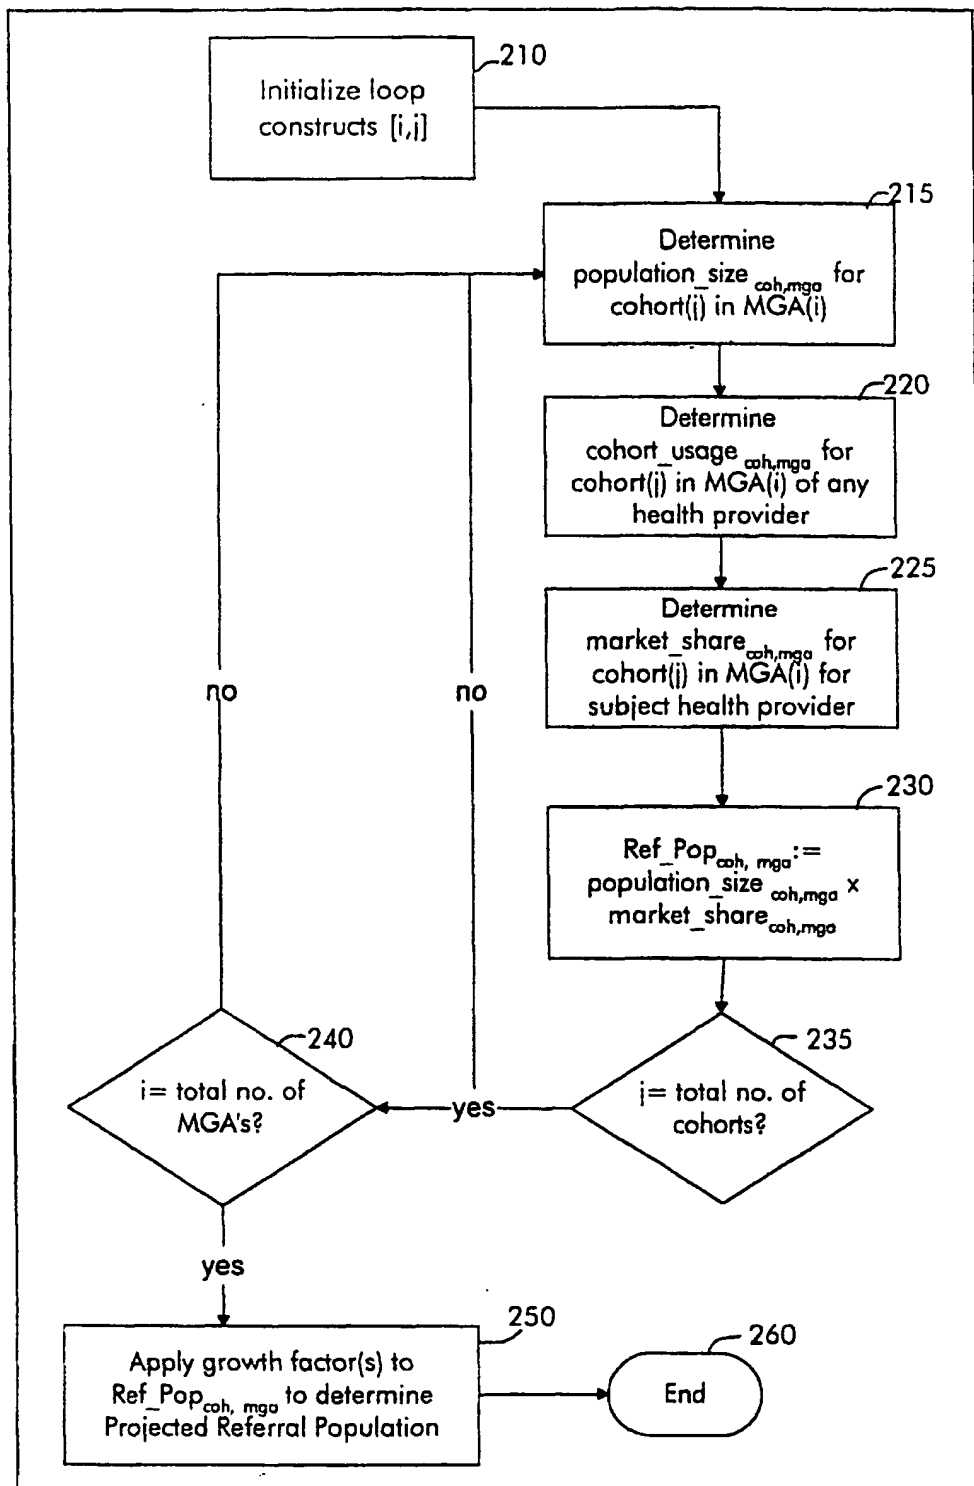 210
Initialize loop
constructs [i,j]
215
Determine
population_size coh,mga for
cohort(j) in MGA(i)
220
Determine
cohort_usage coh,mga for
cohort(j) in MGA(i) of any
health provider
225
Determine
market_share coh,mga for
cohort(j) in MGA(i) for
subject health provider
no
no
230
Ref_Pop coh, mga :=
population_size coh,mga x
market_share coh,mga
240
i= total no. of
MGA's?
yes
235
j= total no. of
cohorts?
yes
250
Apply growth factor(s) to
Ref_Pop coh, mga to determine
Projected Referral Population
260
End